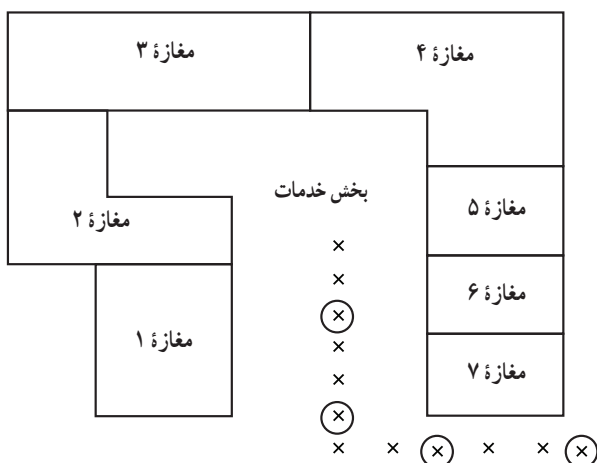 مغازهٔ ۳
مغازهٔ ۴
بخش خدمات
مغازهٔ ۵
مغازهٔ ۲
مغازهٔ ۶
مغازهٔ ۱
مغازهٔ ۷